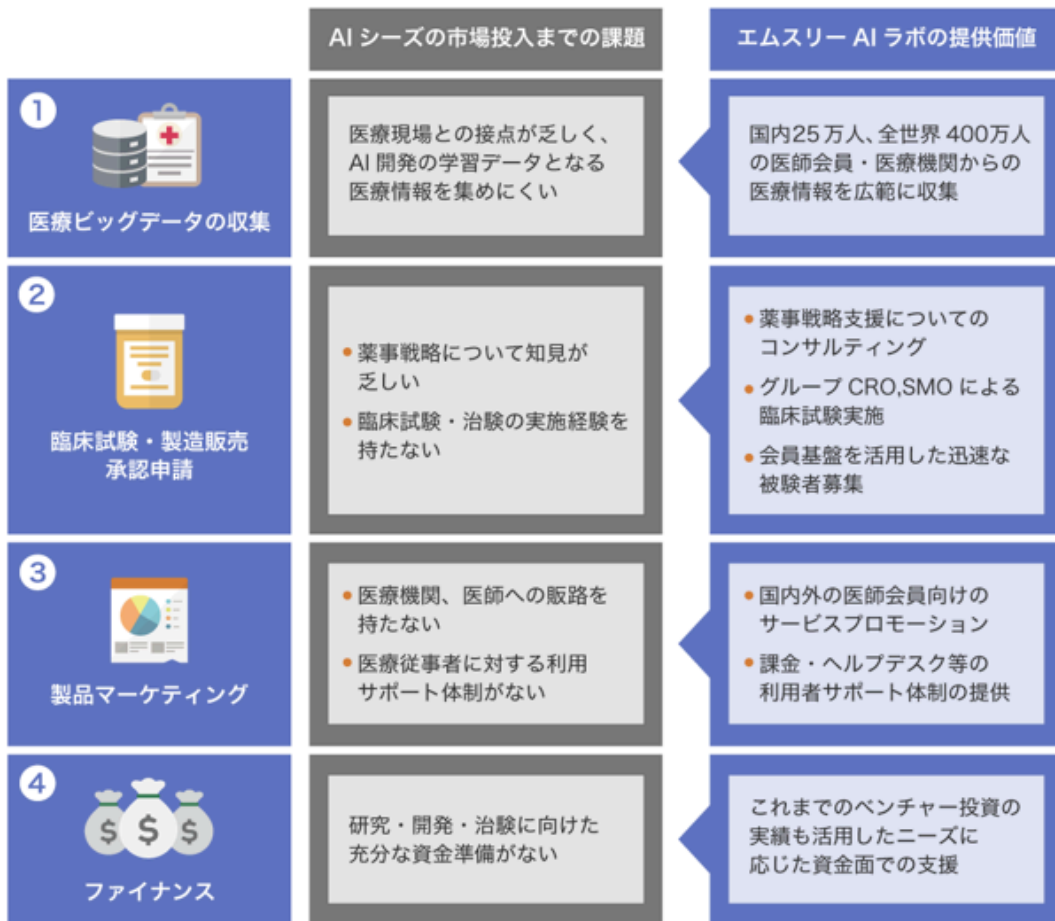 AI シーズの市場投入までの課題
エムスリー AI ラボの提供価値
1
医療ビッグデータの収集
医療現場との接点が乏しく、
AI 開発の学習データとなる
医療情報を集めにくい
国内25 万人、全世界 400万人
の医師会員・医療機関からの
医療情報を広範に収集
2
臨床試験・製造販売
承認申請
• 薬事戦略について知見が
乏しい
• 臨床試験・治験の実施経験を
持たない
• 薬事戦略支援についての
コンサルティング
• グループ CRO,SMO による
臨床試験実施
• 会員基盤を活用した迅速な
被験者募集
3
製品マーケティング
• 医療機関、医師への販路を
持たない
• 医療従事者に対する利用
サポート体制がない
• 国内外の医師会員向けの
サービスプロモーション
• 課金・ヘルプデスク等の
利用者サポート体制の提供
4
$ $ $
ファイナンス
研究・開発・治験に向けた
充分な資金準備がない
これまでのベンチャー投資の
実績も活用したニーズに
応じた資金面での支援